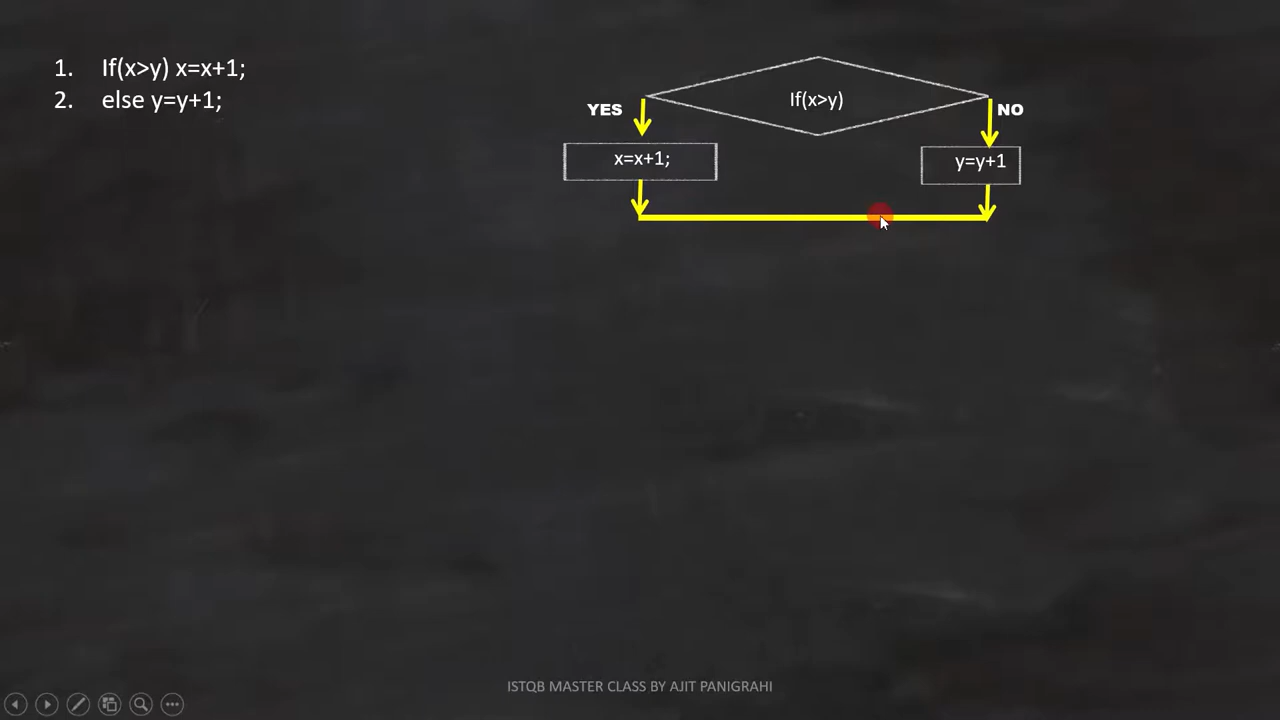 1. If(x>y) x=x+1;
2. else y=y+1;
If(x>y)
YES
NO
x=x+1;
y=y+1
ISTQB MASTER CLASS BY AJIT PANIGRAHI